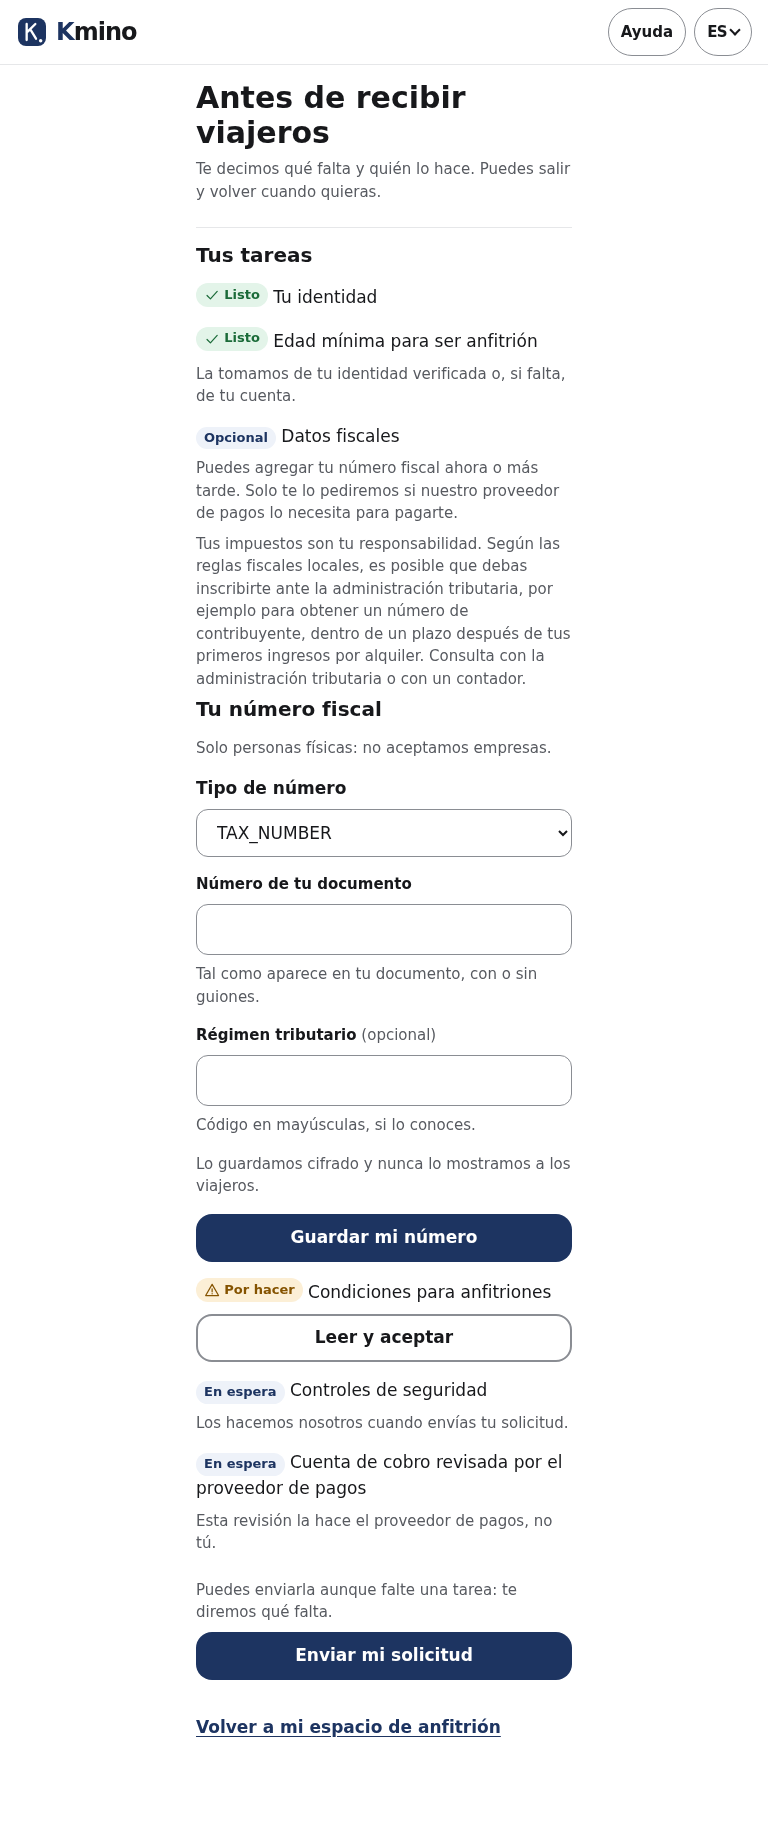 K. Kmino
Ayuda
ES
Antes de recibir
viajeros
Te decimos qué falta y quién lo hace. Puedes salir
y volver cuando quieras.
Tus tareas
Listo Tu identidad
Listo Edad mínima para ser anfitrión
La tomamos de tu identidad verificada o, si falta,
de tu cuenta.
Opcional Datos fiscales
Puedes agregar tu número fiscal ahora o más
tarde. Solo te lo pediremos si nuestro proveedor
de pagos lo necesita para pagarte.
Tus impuestos son tu responsabilidad. Según las
reglas fiscales locales, es posible que debas
inscribirte ante la administración tributaria, por
ejemplo para obtener un número de
contribuyente, dentro de un plazo después de tus
primeros ingresos por alquiler. Consulta con la
administración tributaria o con un contador.
Tu número fiscal
Solo personas físicas: no aceptamos empresas.
Tipo de número
TAX_NUMBER
Número de tu documento
Tal como aparece en tu documento, con o sin
guiones.
Régimen tributario (opcional)
Código en mayúsculas, si lo conoces.
Lo guardamos cifrado y nunca lo mostramos a los
viajeros.
Guardar mi número
Por hacer Condiciones para anfitriones
Leer y aceptar
En espera Controles de seguridad
Los hacemos nosotros cuando envías tu solicitud.
En espera Cuenta de cobro revisada por el
proveedor de pagos
Esta revisión la hace el proveedor de pagos, no
tú.
Puedes enviarla aunque falte una tarea: te
diremos qué falta.
Enviar mi solicitud
Volver a mi espacio de anfitrión